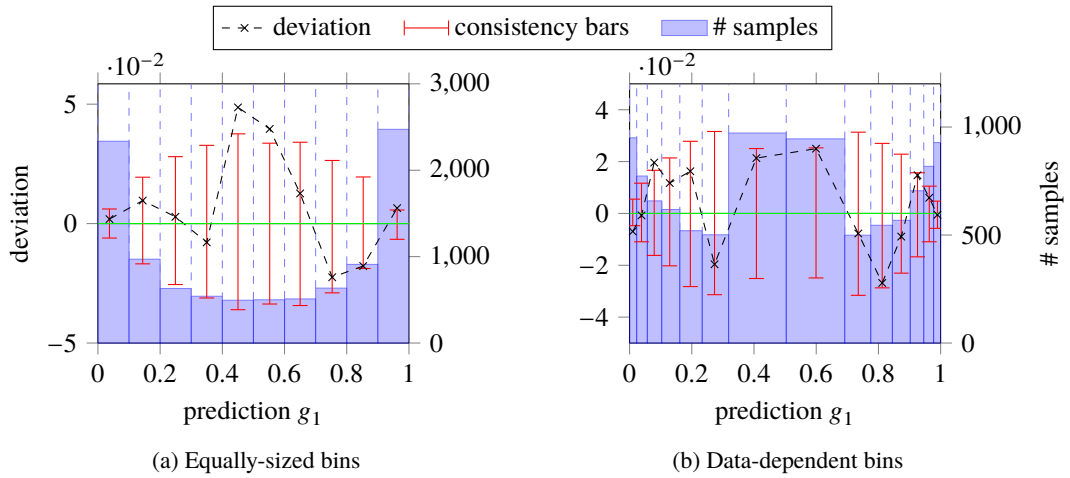 deviation consistency bars # samples
·10⁻²
5
0
−5
deviation
3,000
2,000
1,000
0
0 0.2 0.4 0.6 0.8 1
prediction g₁
(a) Equally-sized bins
·10⁻²
4
2
0
−2
−4
1,000
500
0
# samples
0 0.2 0.4 0.6 0.8 1
prediction g₁
(b) Data-dependent bins